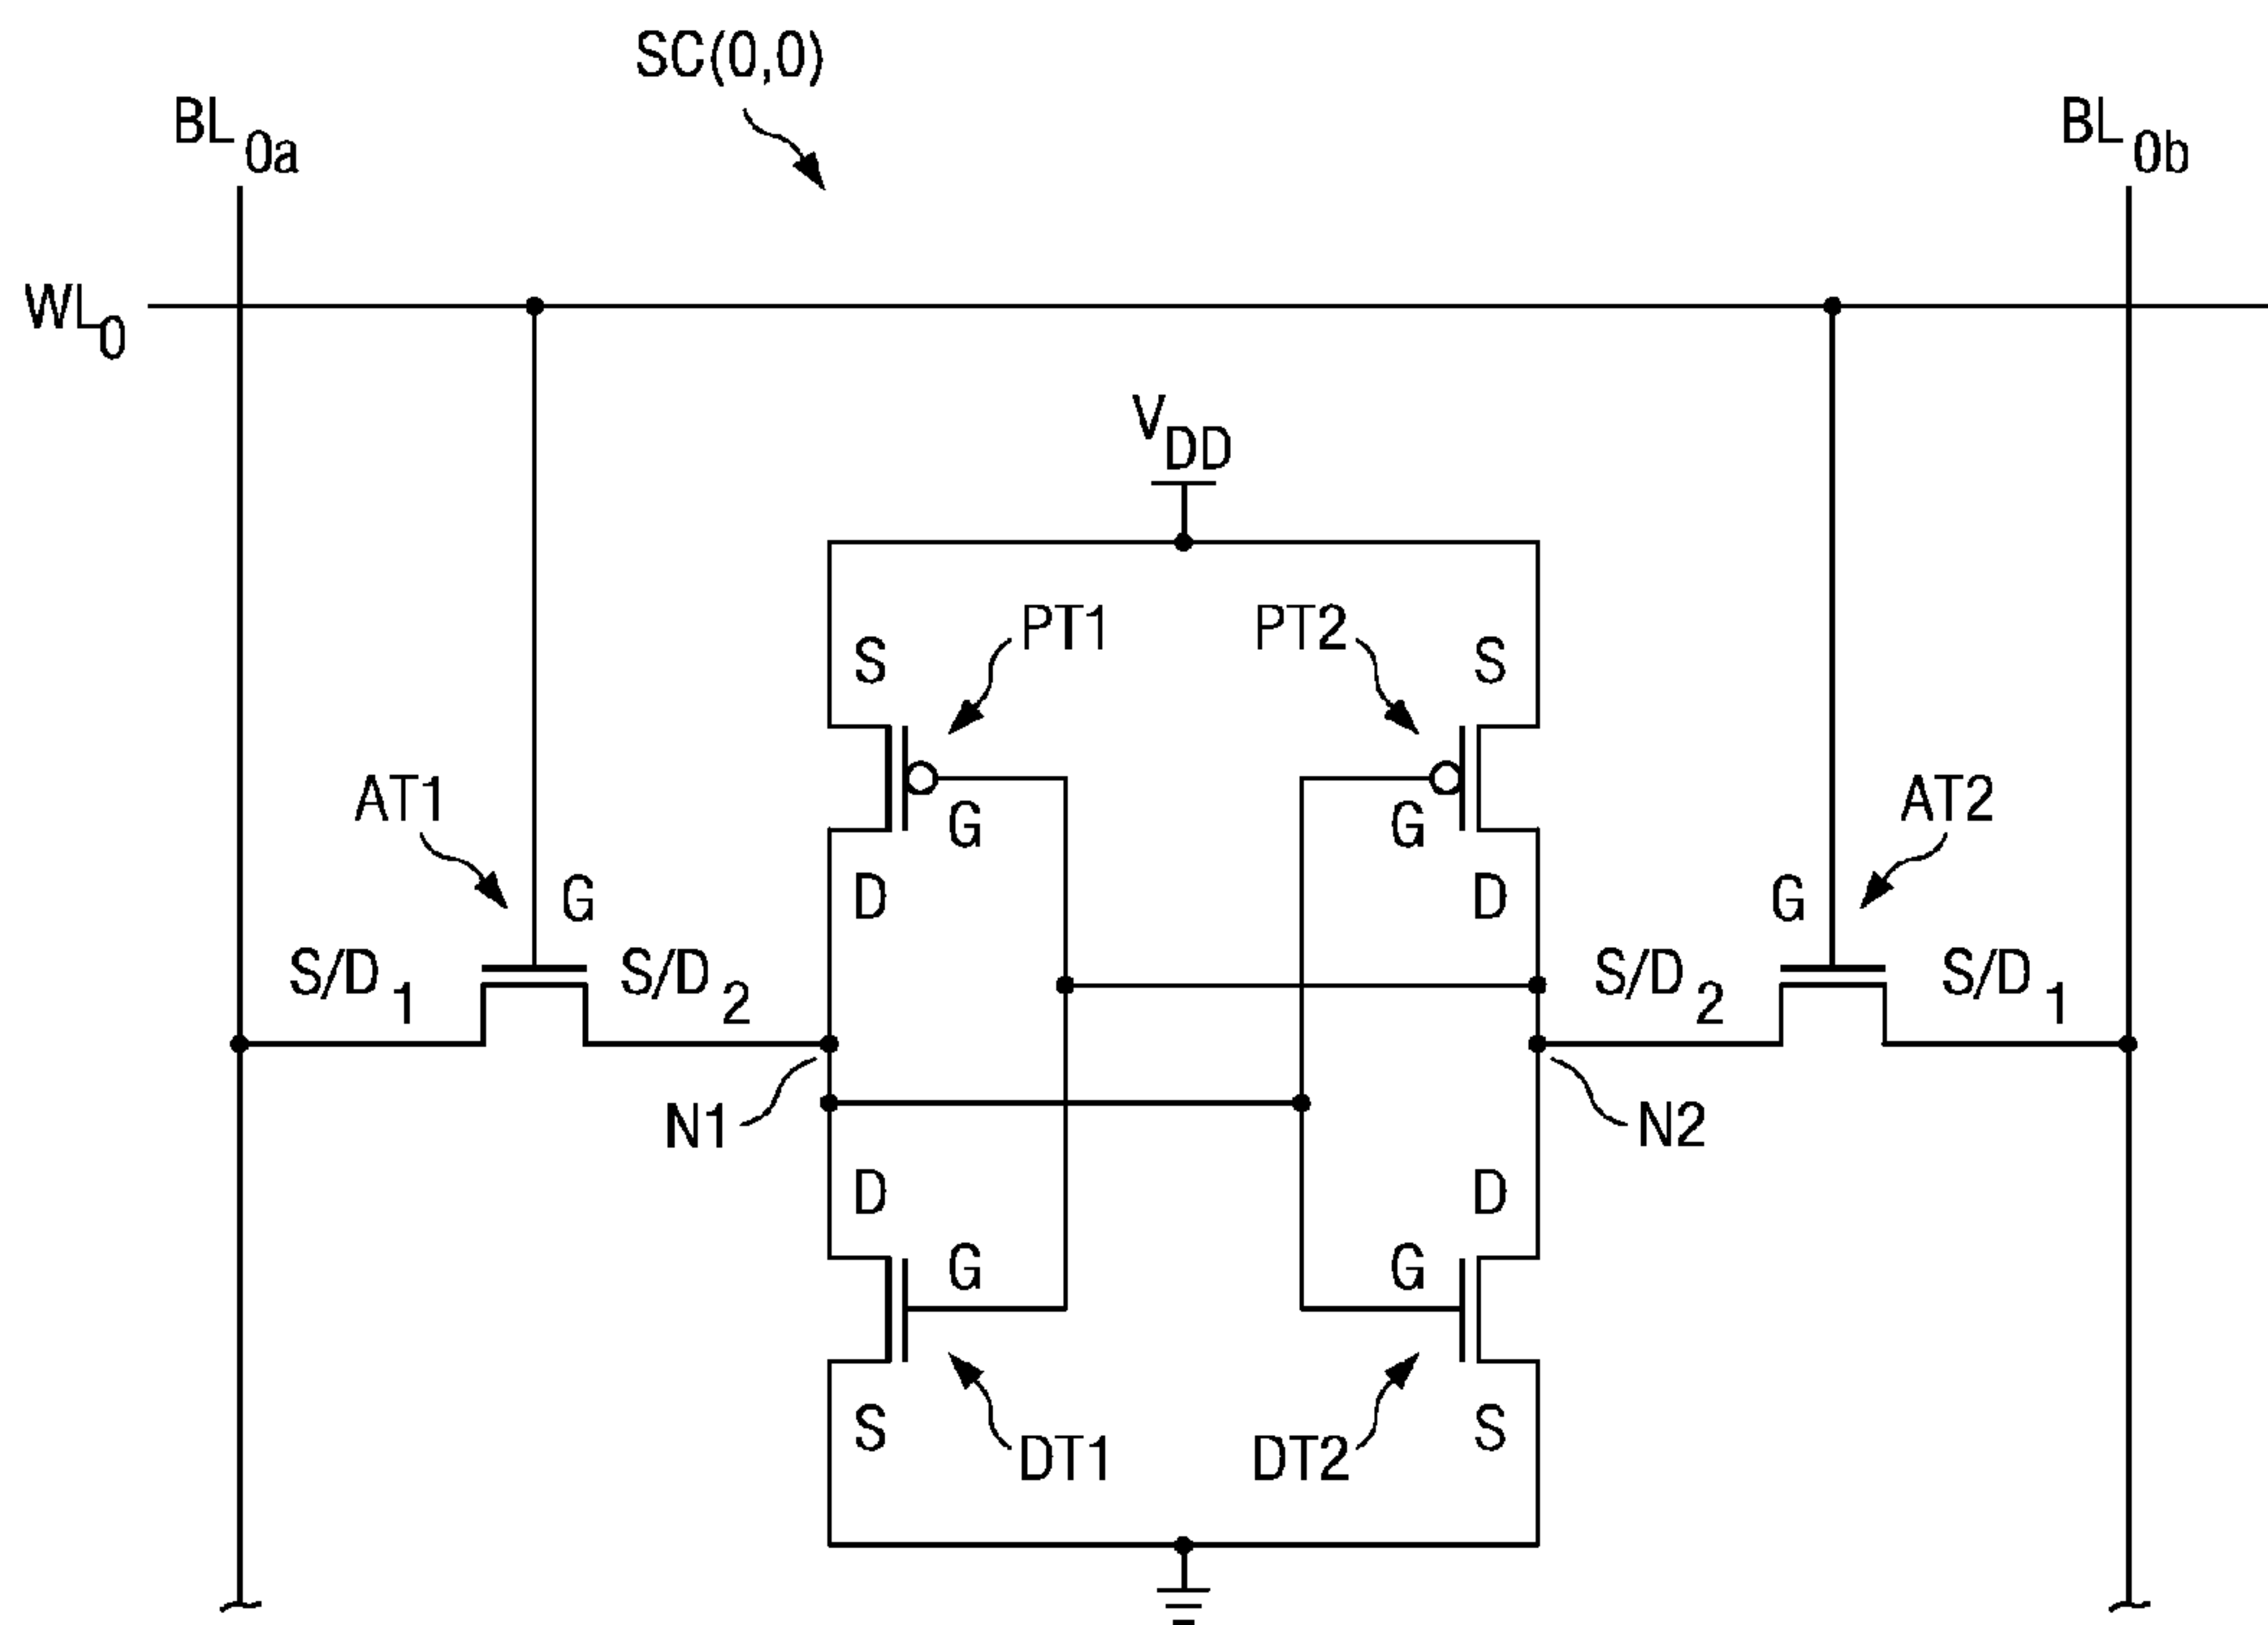 SC(0,0)
BL0a
BL0b
WL0
VDD
PT1
PT2
S
S
AT1
AT2
G
G
D
D
G
G
S/D1
S/D2
S/D2
S/D1
N1
N2
D
D
G
G
S
S
DT1
DT2